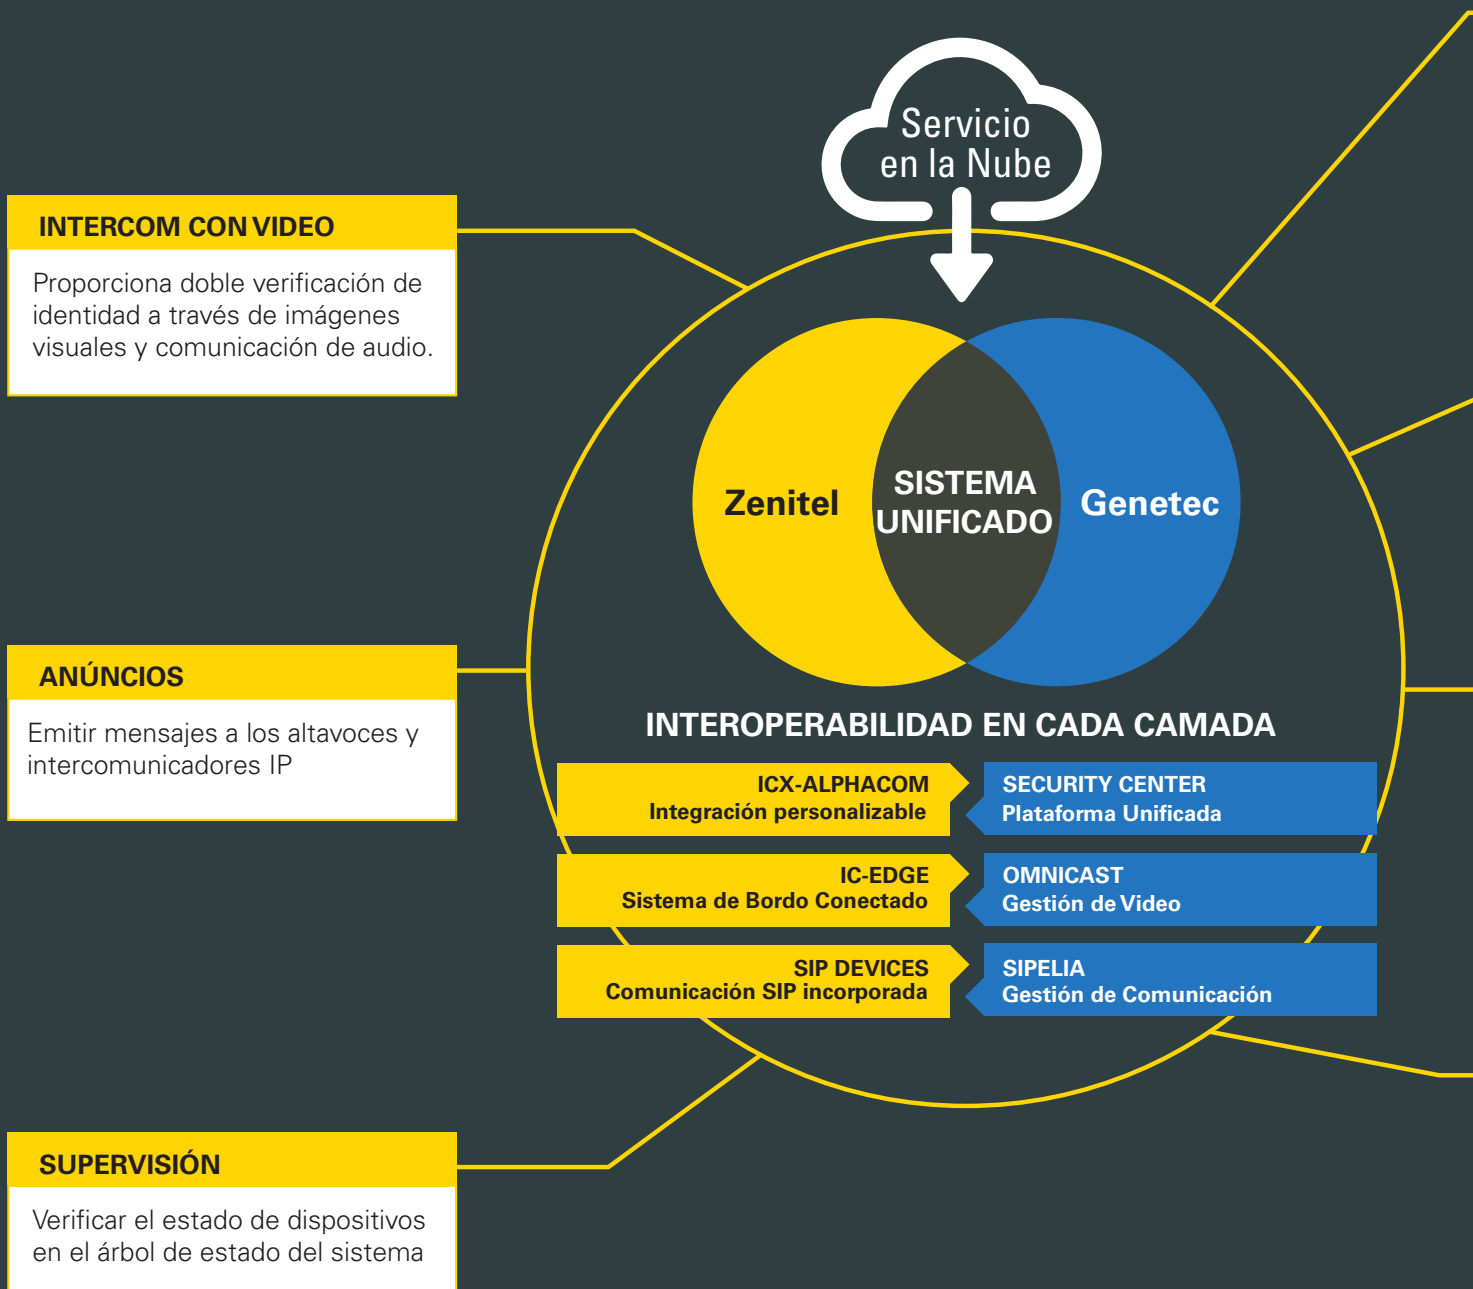 Servicio
en la Nube
INTERCOM CON VIDEO
Proporciona doble verificación de
identidad a través de imágenes
visuales y comunicación de audio.
Zenitel
SISTEMA
UNIFICADO
Genetec
ANÚNCIOS
Emitir mensajes a los altavoces y
intercomunicadores IP
INTEROPERABILIDAD EN CADA CAMADA
ICX-ALPHACOM
Integración personalizable
SECURITY CENTER
Plataforma Unificada
IC-EDGE
Sistema de Bordo Conectado
OMNICAST
Gestión de Video
SIP DEVICES
Comunicación SIP incorporada
SIPELIA
Gestión de Comunicación
SUPERVISIÓN
Verificar el estado de dispositivos
en el árbol de estado del sistema